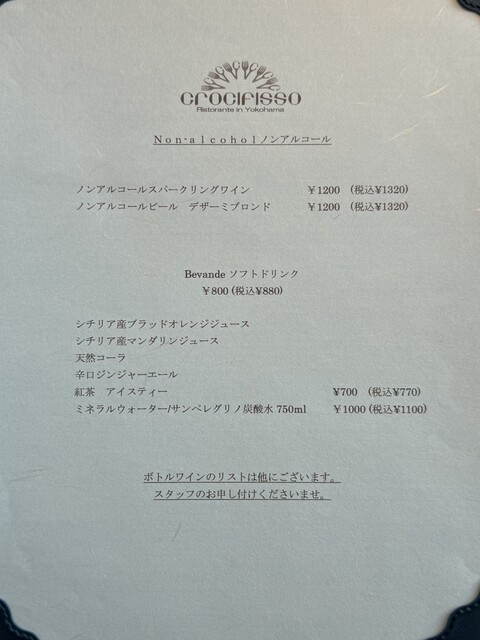 crocifisso
Ristorante in Yokohama
Non-alcoholノンアルコール
ノンアルコールスパークリングワイン ￥1200 (税込¥1320)
ノンアルコールビール デザーミブロンド ￥1200 (税込¥1320)
Bevande ソフトドリンク
￥800 (税込¥880)
シチリア産ブラッドオレンジジュース
シチリア産マンダリンジュース
天然コーラ
辛口ジンジャーエール
紅茶 アイスティー ¥700 (税込¥770)
ミネラルウォーター/サンペレグリノ炭酸水 750ml ￥1000 (税込¥1100)
ボトルワインのリストは他にございます。
スタッフのお申し付けくださいませ。